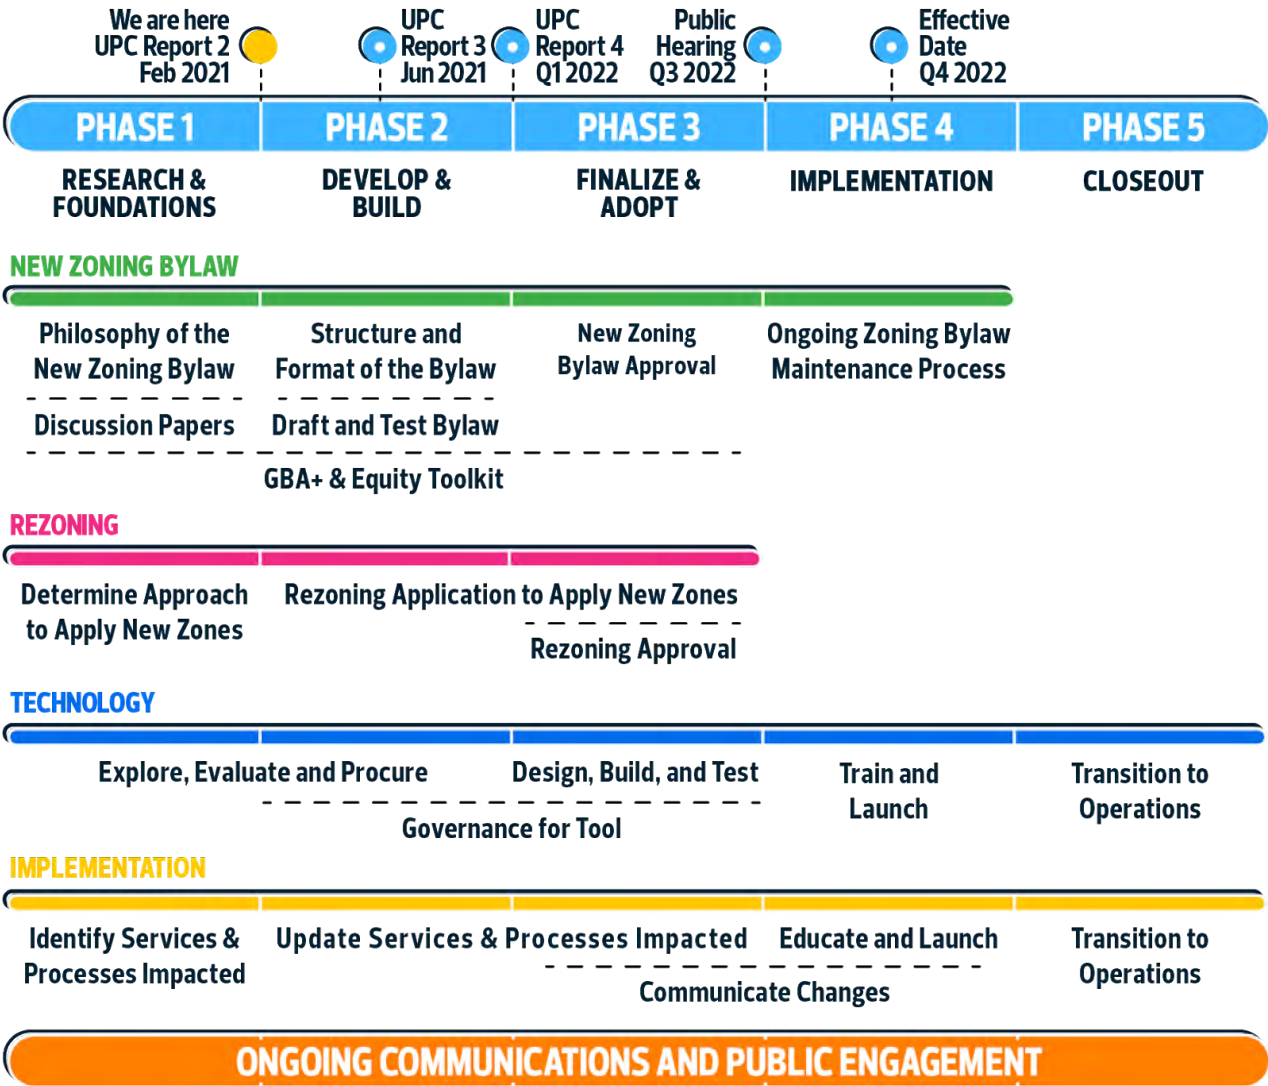 We are here
UPC Report 2
Feb 2021
UPC
Report 3
Jun 2021
UPC
Report 4
Q1 2022
Public
Hearing
Q3 2022
Effective
Date
Q4 2022
PHASE 1
PHASE 2
PHASE 3
PHASE 4
PHASE 5
RESEARCH &
FOUNDATIONS
DEVELOP &
BUILD
FINALIZE &
ADOPT
IMPLEMENTATION
CLOSEOUT
NEW ZONING BYLAW
Philosophy of the
New Zoning Bylaw
Discussion Papers
Structure and
Format of the Bylaw
Draft and Test Bylaw
New Zoning
Bylaw Approval
Ongoing Zoning Bylaw
Maintenance Process
GBA+ & Equity Toolkit
REZONING
Determine Approach
to Apply New Zones
Rezoning Application to Apply New Zones
Rezoning Approval
TECHNOLOGY
Explore, Evaluate and Procure
Design, Build, and Test
Train and
Launch
Transition to
Operations
Governance for Tool
IMPLEMENTATION
Identify Services &
Processes Impacted
Update Services & Processes Impacted
Educate and Launch
Transition to
Operations
Communicate Changes
ONGOING COMMUNICATIONS AND PUBLIC ENGAGEMENT